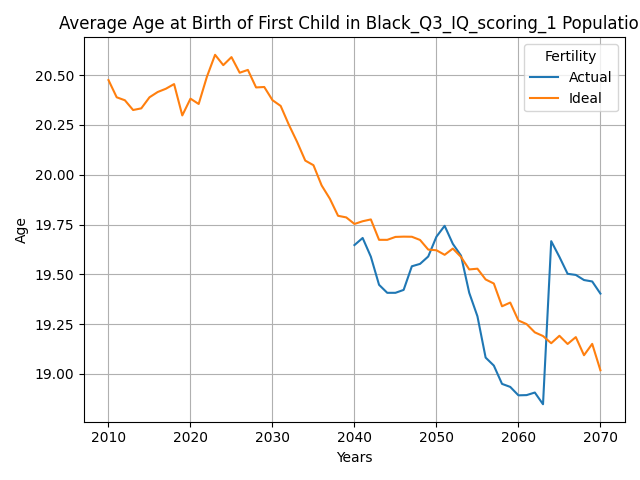 Average Age at Birth of First Child in Black_Q3_IQ_scoring_1 Populatio
Fertility
Actual
Ideal
20.50
20.25
20.00
19.75
19.50
19.25
19.00
Age
2010 2020 2030 2040 2050 2060 2070
Years